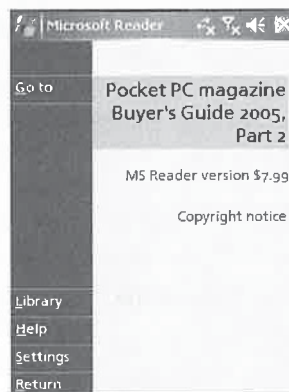 Microsoft Reader
Go to
Pocket PC magazine
Buyer's Guide 2005,
Part 2
MS Reader version $7.99
Copyright notice
Library
Help
Settings
Return